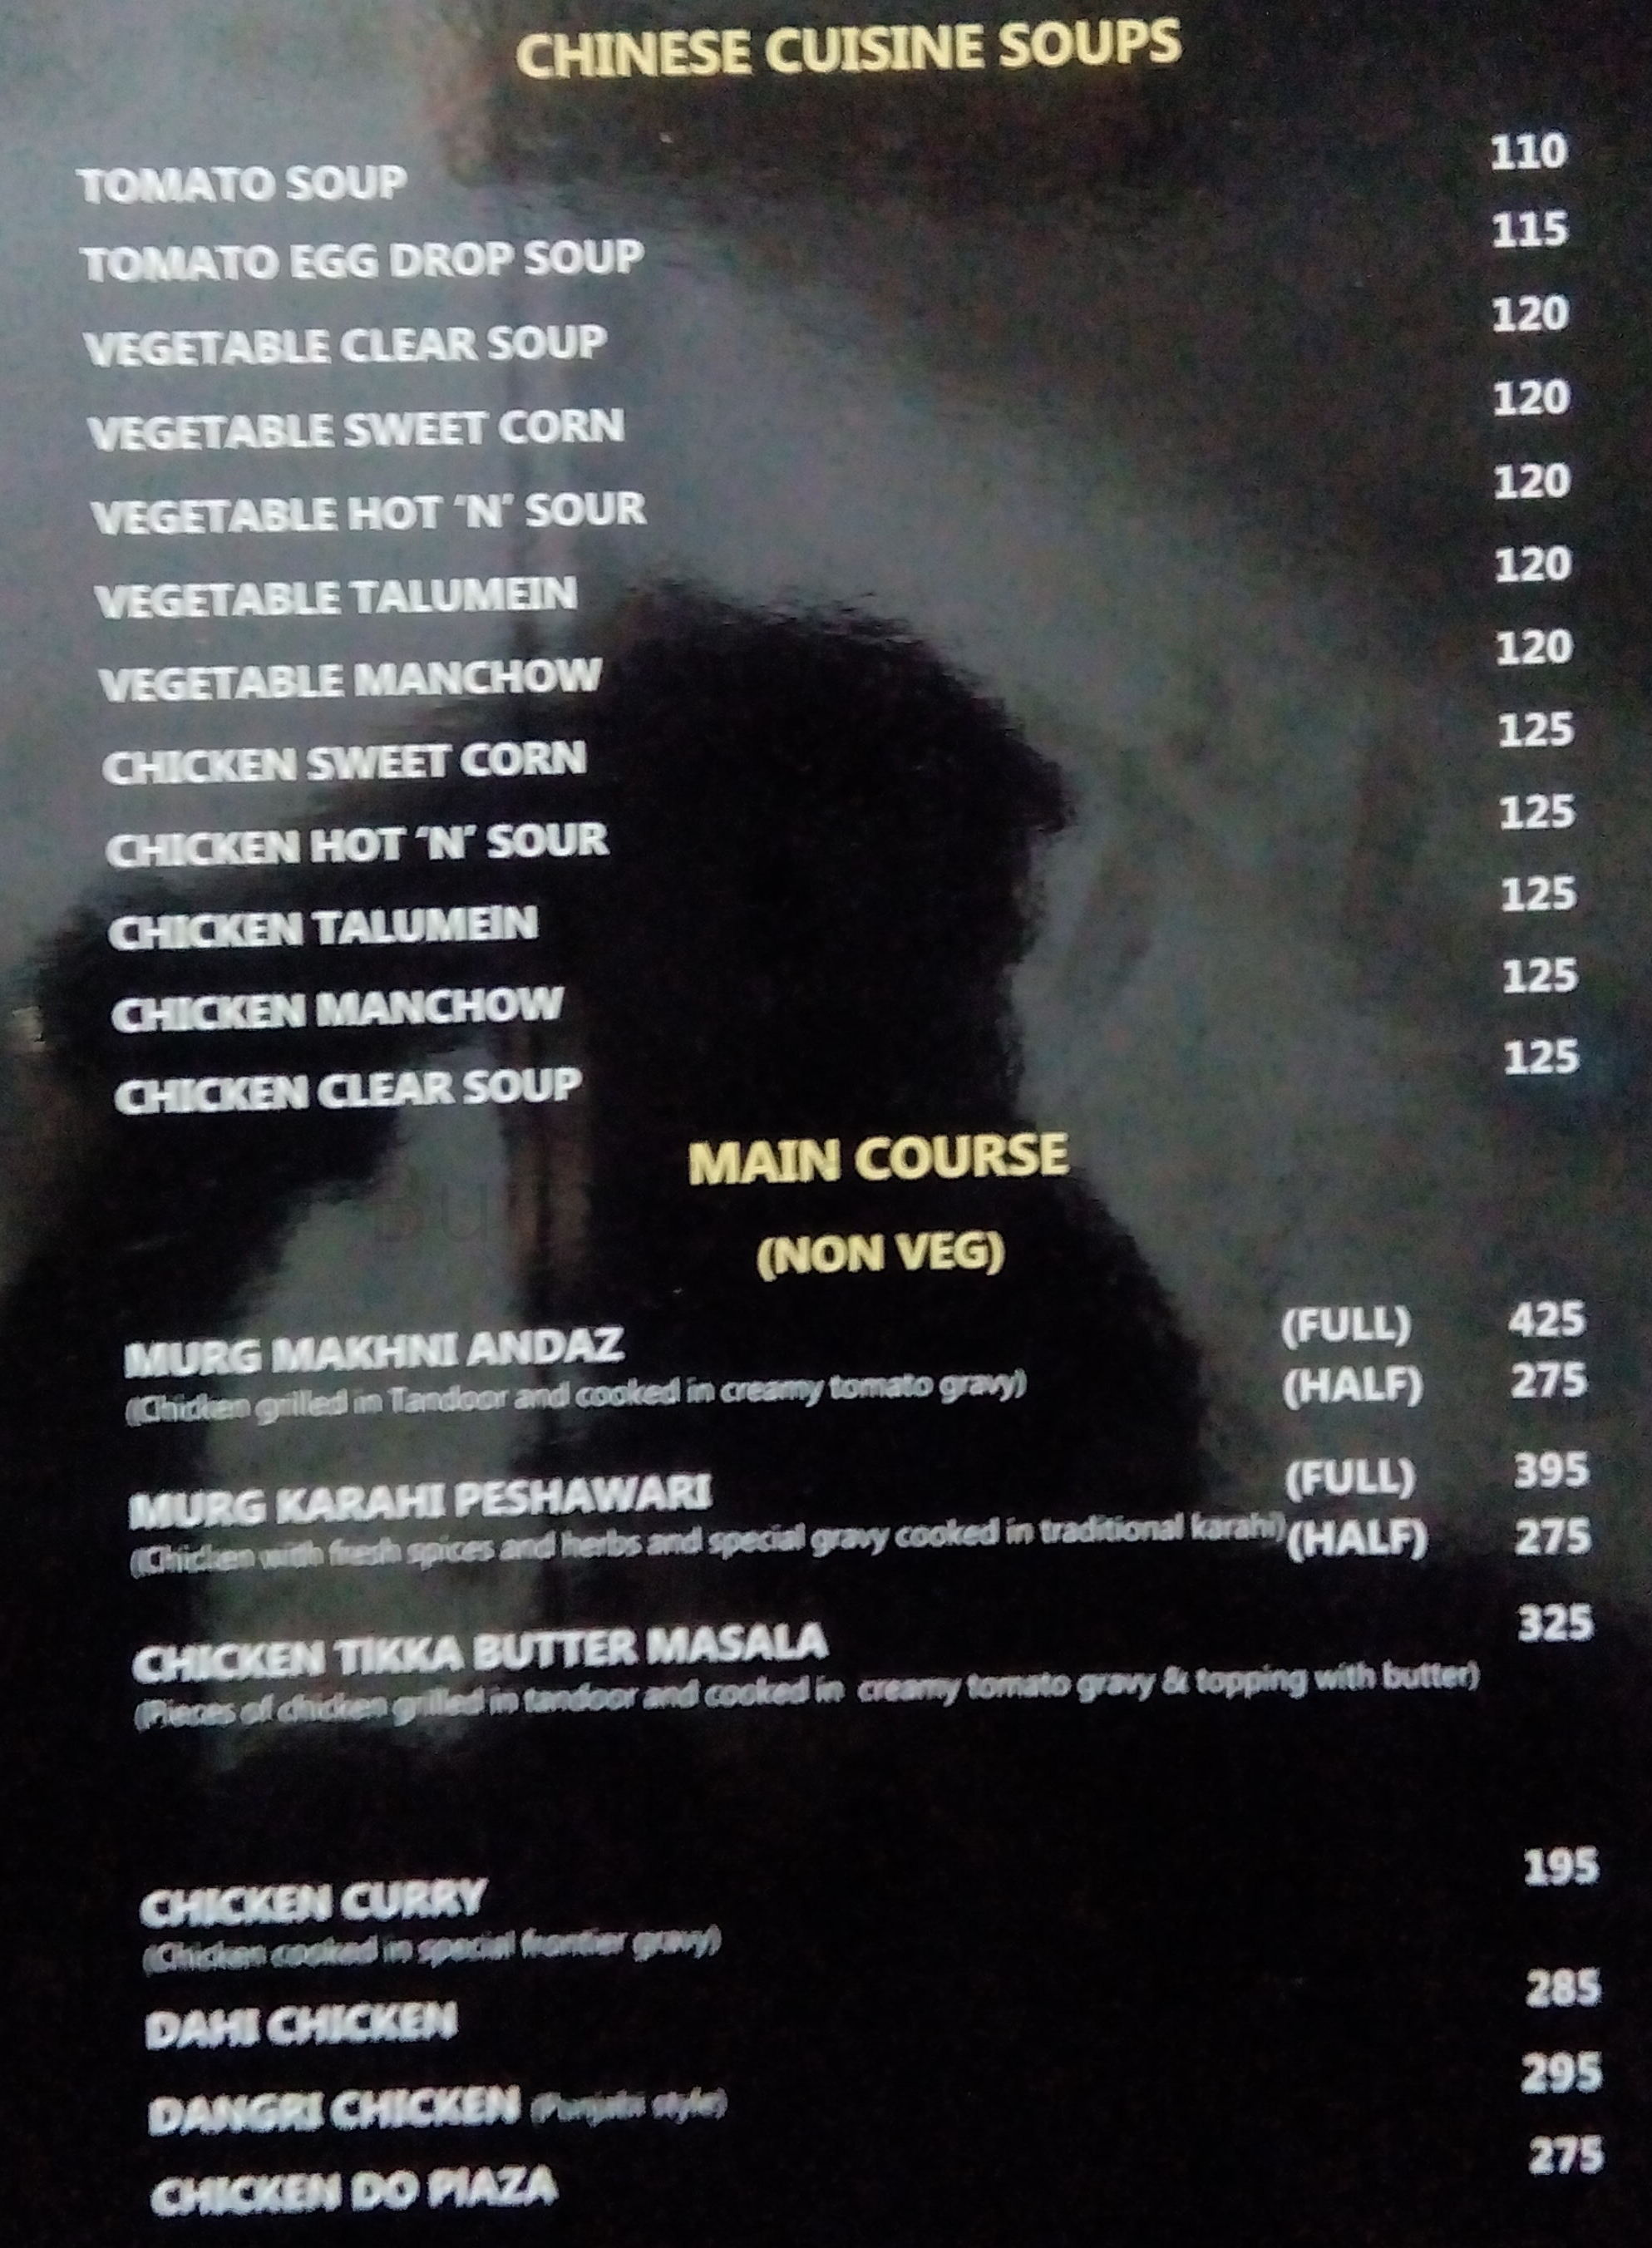 CHINESE CUISINE SOUPS
TOMATO SOUP 110
TOMATO EGG DROP SOUP 115
VEGETABLE CLEAR SOUP 120
VEGETABLE SWEET CORN 120
VEGETABLE HOT ‘N’ SOUR 120
VEGETABLE TALUMEIN 120
VEGETABLE MANCHOW 120
CHICKEN SWEET CORN 125
CHICKEN HOT ‘N’ SOUR 125
CHICKEN TALUMEIN 125
CHICKEN MANCHOW 125
CHICKEN CLEAR SOUP 125
MAIN COURSE
(NON VEG)
MURG MAKHNI ANDAZ (FULL) 425
(Chicken grilled in Tandoor and cooked in creamy tomato gravy) (HALF) 275
MURG KARAHI PESHAWARI (FULL) 395
(Chicken with fresh spices and herbs and special gravy cooked in traditional karahi) (HALF) 275
CHICKEN TIKKA BUTTER MASALA 325
(Pieces of chicken grilled in tandoor and cooked in creamy tomato gravy & topping with butter)
CHICKEN CURRY 195
(Chicken cooked in special frontier gravy)
DAHI CHICKEN 285
DANGRI CHICKEN (Punjabi style) 295
CHICKEN DO PIAZA 275